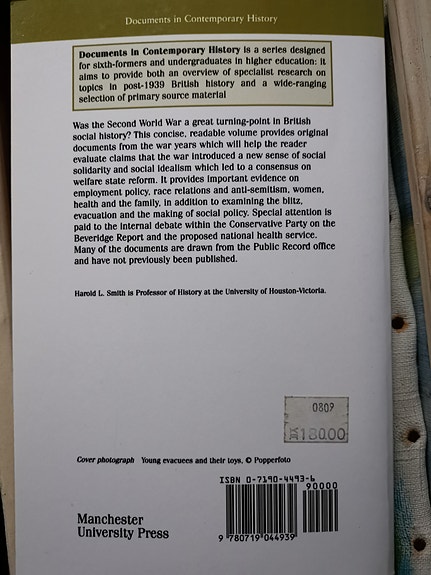 Documents in Contemporary History
Documents in Contemporary History is a series designed
for sixth-formers and undergraduates in higher education: it
aims to provide both an overview of specialist research on
topics in post-1939 British history and a wide-ranging
selection of primary source material
Was the Second World War a great turning-point in British
social history? This concise, readable volume provides original
documents from the war years which will help the reader
evaluate claims that the war introduced a new sense of social
solidarity and social idealism which led to a consensus on
welfare state reform. It provides important evidence on
employment policy, race relations and anti-semitism, women,
health and the family, in addition to examining the blitz,
evacuation and the making of social policy. Special attention is
paid to the internal debate within the Conservative Party on the
Beveridge Report and the proposed national health service.
Many of the documents are drawn from the Public Record office
and have not previously been published.
Harold L. Smith is Professor of History at the University of Houston-Victoria.
0809
180.00
Cover photograph Young evacuees and their toys, © Popperfoto
ISBN 0-7190-4493-6
90000
Manchester
University Press
9 780719 044939